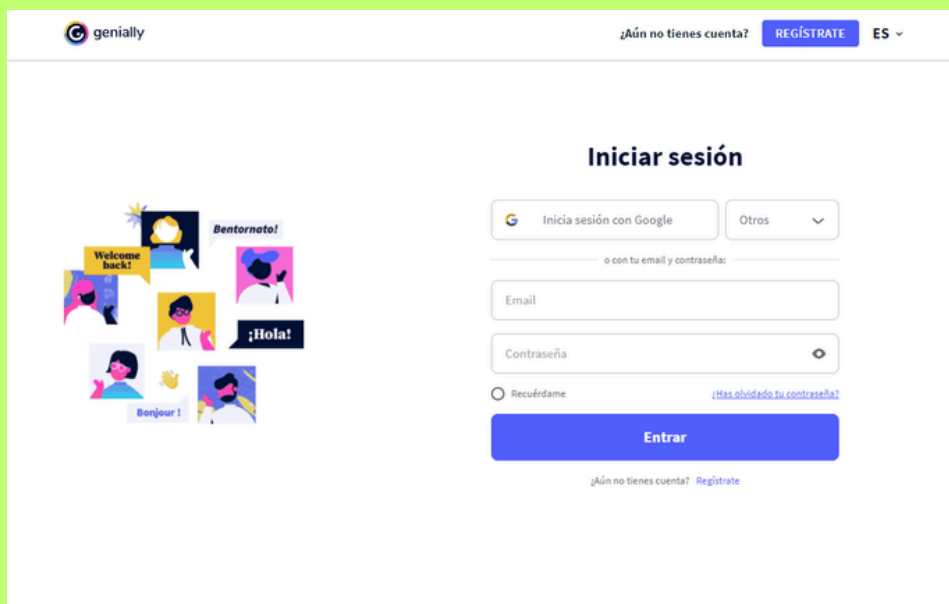 genially
¿Aún no tienes cuenta? REGÍSTRATE ES
Iniciar sesión
Inicia sesión con Google
Otros
o con tu email y contraseña:
Email
Contraseña
Recuérdame
¿Has olvidado tu contraseña?
Entrar
¿Aún no tienes cuenta? Regístrate
Bentornato!
Welcome
back!
¡Hola!
Bonjour !